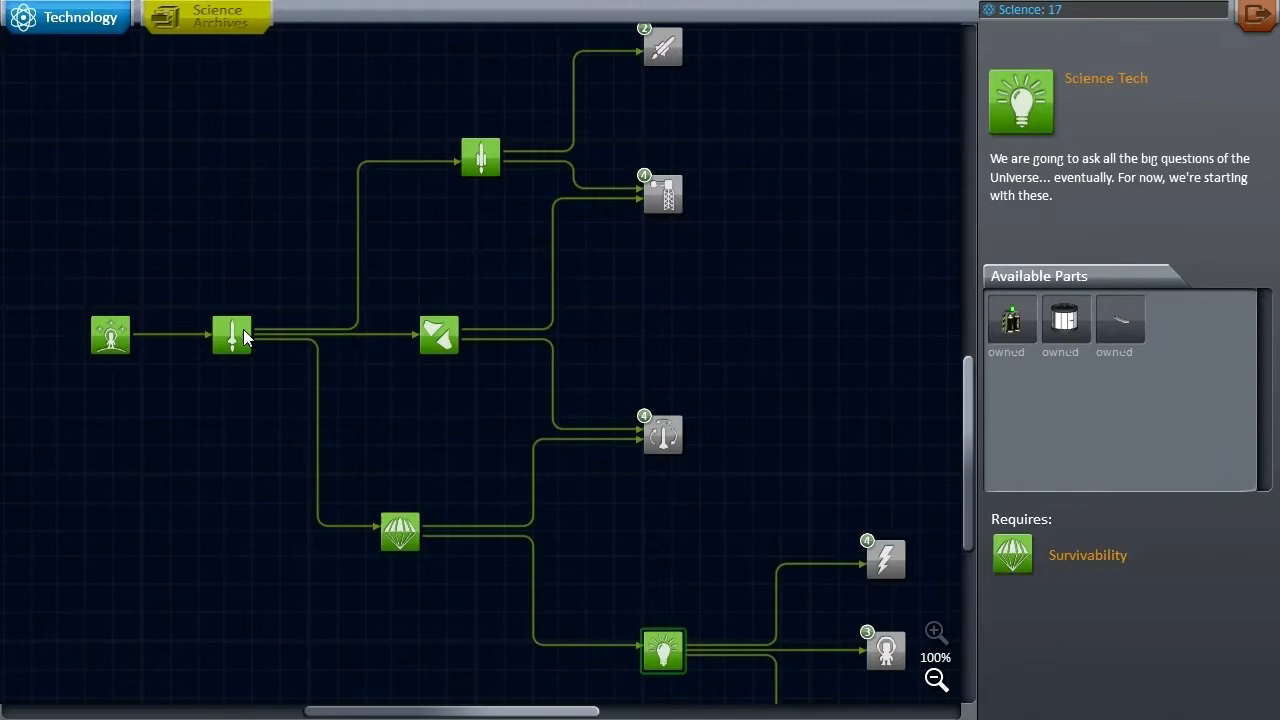 Technology
Science
Archives
Science: 17
Science Tech
We are going to ask all the big questions of the
Universe... eventually. For now, we're starting
with these.
Available Parts
owned owned owned
Requires:
Survivability
2
4
4
4
3
100%